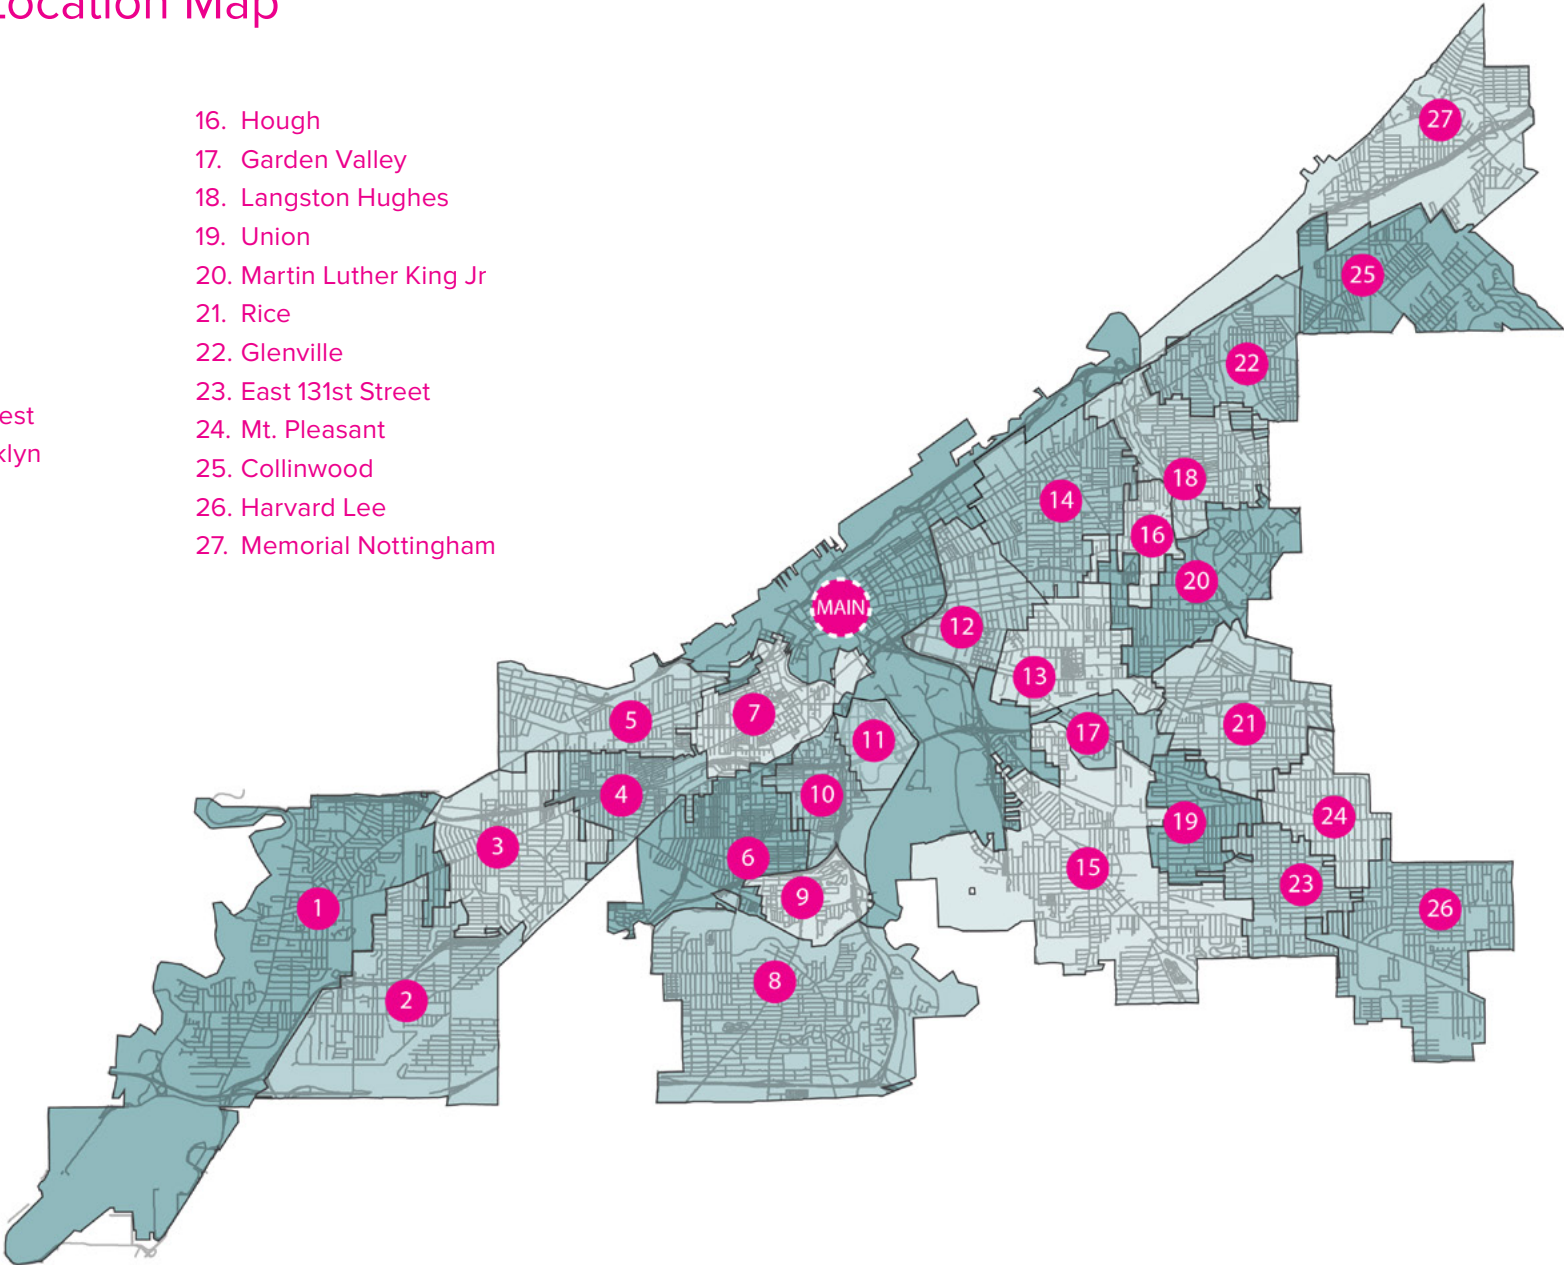 Location Map
est
klyn
16. Hough
17. Garden Valley
18. Langston Hughes
19. Union
20. Martin Luther King Jr
21. Rice
22. Glenville
23. East 131st Street
24. Mt. Pleasant
25. Collinwood
26. Harvard Lee
27. Memorial Nottingham
27
25
22
18
14
16
20
MAIN
12
13
5
7
17
21
11
4
10
24
19
3
6
15
23
9
1
26
8
2